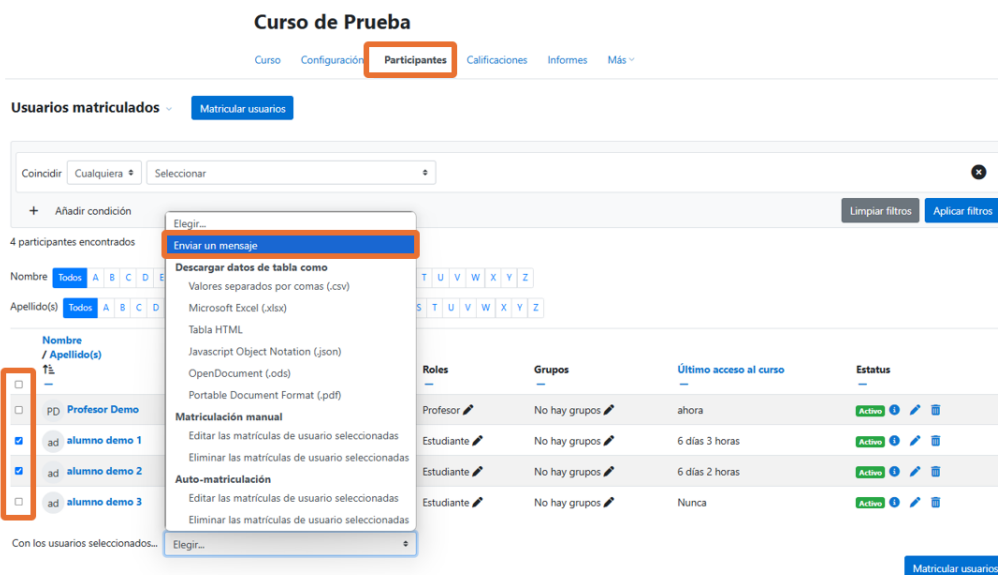 Curso de Prueba
Curso Configuración Participantes Calificaciones Informes Más
Usuarios matriculados Matricular usuarios
Coincidir Cualquiera Seleccionar
+ Añadir condición Limpiar filtros Aplicar filtros
4 participantes encontrados
Elegir...
Enviar un mensaje
Descargar datos de tabla como
Nombre Todos A B C D E T U V W X Y Z
Valores separados por comas (.csv)
Apellido(s) Todos A B C D S T U V W X Y Z
Microsoft Excel (.xlsx)
Tabla HTML
Javascript Object Notation (.json)
OpenDocument (.ods)
Portable Document Format (.pdf)
Matriculación manual
Editar las matrículas de usuario seleccionadas
Eliminar las matrículas de usuario seleccionadas
Auto-matriculación
Editar las matrículas de usuario seleccionadas
Eliminar las matrículas de usuario seleccionadas
Nombre
/ Apellido(s)
Roles Grupos Último acceso al curso Estatus
PD Profesor Demo Profesor No hay grupos ahora Activo
ad alumno demo 1 Estudiante No hay grupos 6 días 3 horas Activo
ad alumno demo 2 Estudiante No hay grupos 6 días 2 horas Activo
ad alumno demo 3 Estudiante No hay grupos Nunca Activo
Con los usuarios seleccionados... Elegir...
Matricular usuarios